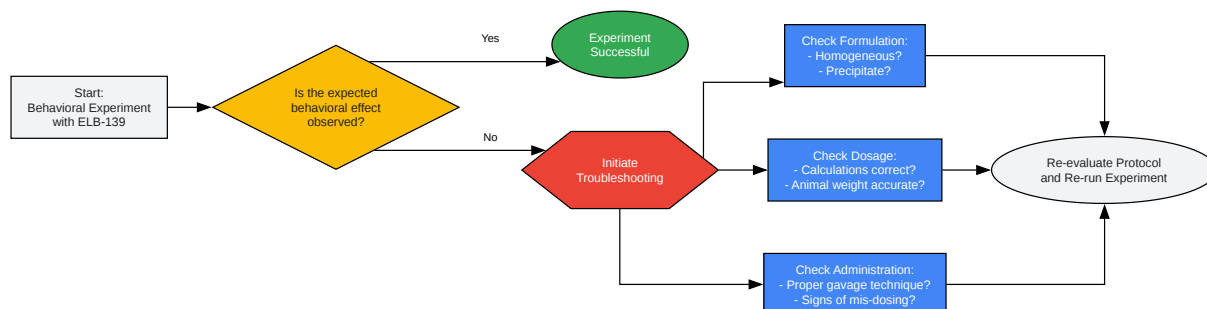 Start:
Behavioral Experiment
with ELB-139
Is the expected
behavioral effect
observed?
Yes
Experiment
Successful
No
Initiate
Troubleshooting
Check Formulation:
- Homogeneous?
- Precipitate?
Check Dosage:
- Calculations correct?
- Animal weight accurate?
Check Administration:
- Proper gavage technique?
- Signs of mis-dosing?
Re-evaluate Protocol
and Re-run Experiment